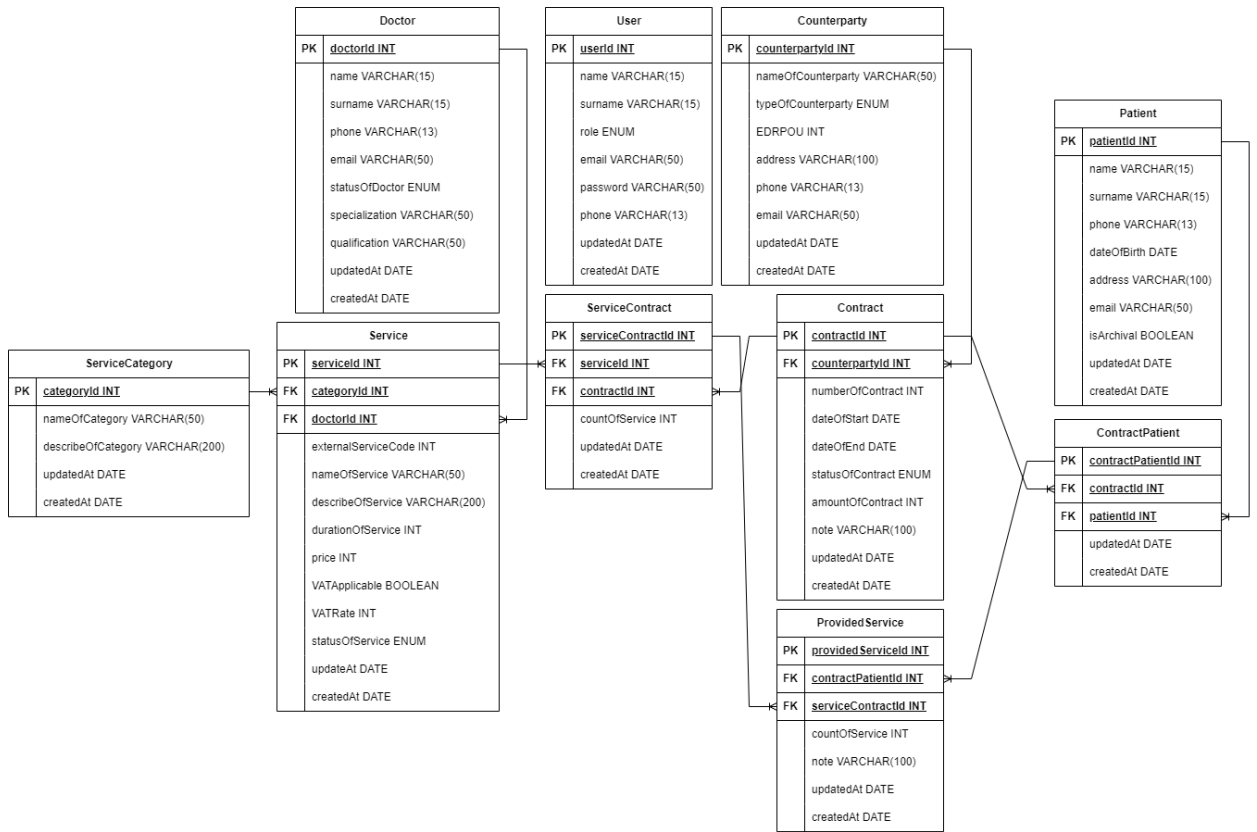 Doctor
PK doctorId INT
name VARCHAR(15)
surname VARCHAR(15)
phone VARCHAR(13)
email VARCHAR(50)
statusOfDoctor ENUM
specialization VARCHAR(50)
qualification VARCHAR(50)
updatedAt DATE
createdAt DATE
User
PK userId INT
name VARCHAR(15)
surname VARCHAR(15)
role ENUM
email VARCHAR(50)
password VARCHAR(50)
phone VARCHAR(13)
updatedAt DATE
createdAt DATE
Counterparty
PK counterpartyId INT
nameOfCounterparty VARCHAR(50)
typeOfCounterparty ENUM
EDRPOU INT
address VARCHAR(100)
phone VARCHAR(13)
email VARCHAR(50)
updatedAt DATE
createdAt DATE
Patient
PK patientId INT
name VARCHAR(15)
surname VARCHAR(15)
phone VARCHAR(13)
dateOfBirth DATE
address VARCHAR(100)
email VARCHAR(50)
isArchival BOOLEAN
updatedAt DATE
createdAt DATE
ServiceCategory
PK categoryId INT
nameOfCategory VARCHAR(50)
describeOfCategory VARCHAR(200)
updatedAt DATE
createdAt DATE
Service
PK serviceId INT
FK categoryId INT
FK doctorId INT
externalServiceCode INT
nameOfService VARCHAR(50)
describeOfService VARCHAR(200)
durationOfService INT
price INT
VATApplicable BOOLEAN
VATRate INT
statusOfService ENUM
updateAt DATE
createdAt DATE
ServiceContract
PK serviceContractId INT
FK serviceId INT
FK contractId INT
countOfService INT
updatedAt DATE
createdAt DATE
Contract
PK contractId INT
FK counterpartyId INT
numberOfContract INT
dateOfStart DATE
dateOfEnd DATE
statusOfContract ENUM
amountOfContract INT
note VARCHAR(100)
updatedAt DATE
createdAt DATE
ContractPatient
PK contractPatientId INT
FK contractId INT
FK patientId INT
updatedAt DATE
createdAt DATE
ProvidedService
PK providedServiceId INT
FK contractPatientId INT
FK serviceContractId INT
countOfService INT
note VARCHAR(100)
updatedAt DATE
createdAt DATE